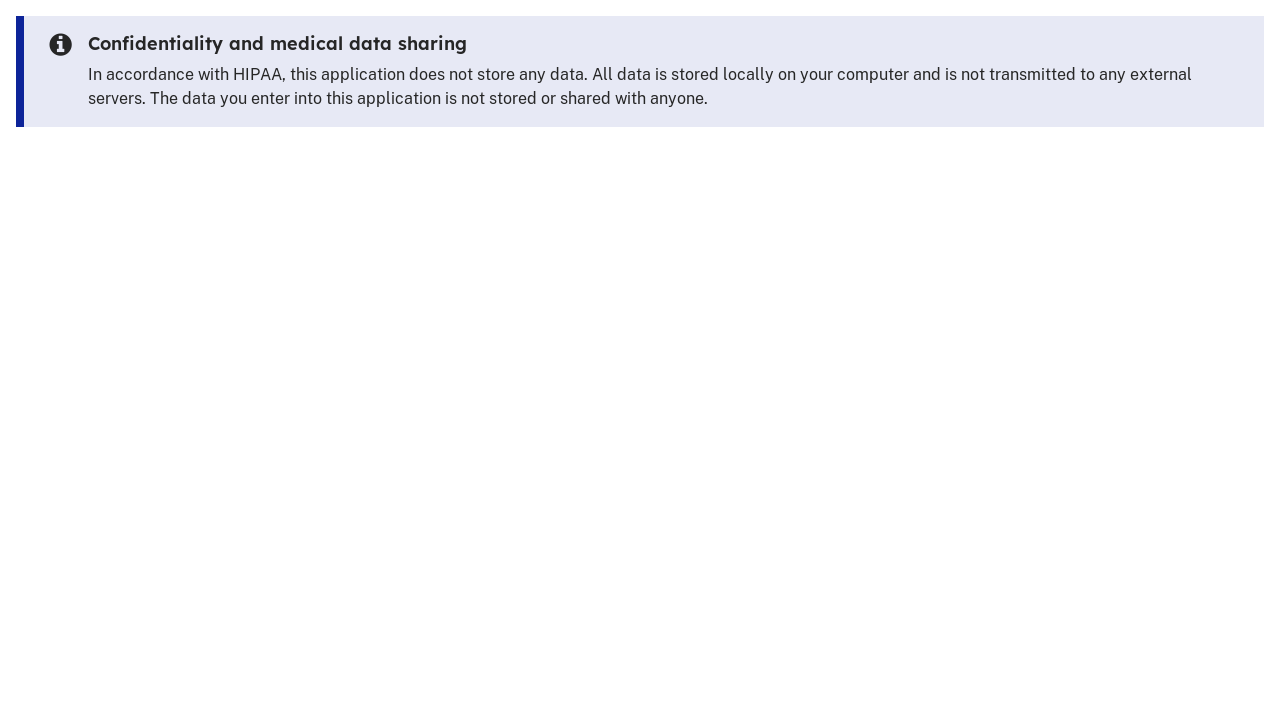 Confidentiality and medical data sharing
In accordance with HIPAA, this application does not store any data. All data is stored locally on your computer and is not transmitted to any external
servers. The data you enter into this application is not stored or shared with anyone.